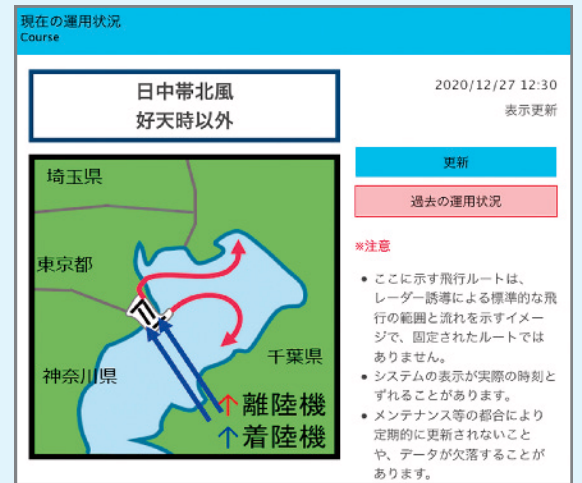 現在の運用状況
Course
日中帯北風
好天時以外
2020/12/27 12:30
表示更新
更新
過去の運用状況
※注意
• ここに示す飛行ルートは、
レーダー誘導による標準的な飛
行の範囲と流れを示すイメー
ジで、固定されたルートでは
ありません。
• システムの表示が実際の時刻と
ずれることがあります。
• メンテナンス等の都合により
定期的に更新されないこと
や、データが欠落することが
あります。
埼玉県
東京都
千葉県
神奈川県
↑離陸機
↑着陸機